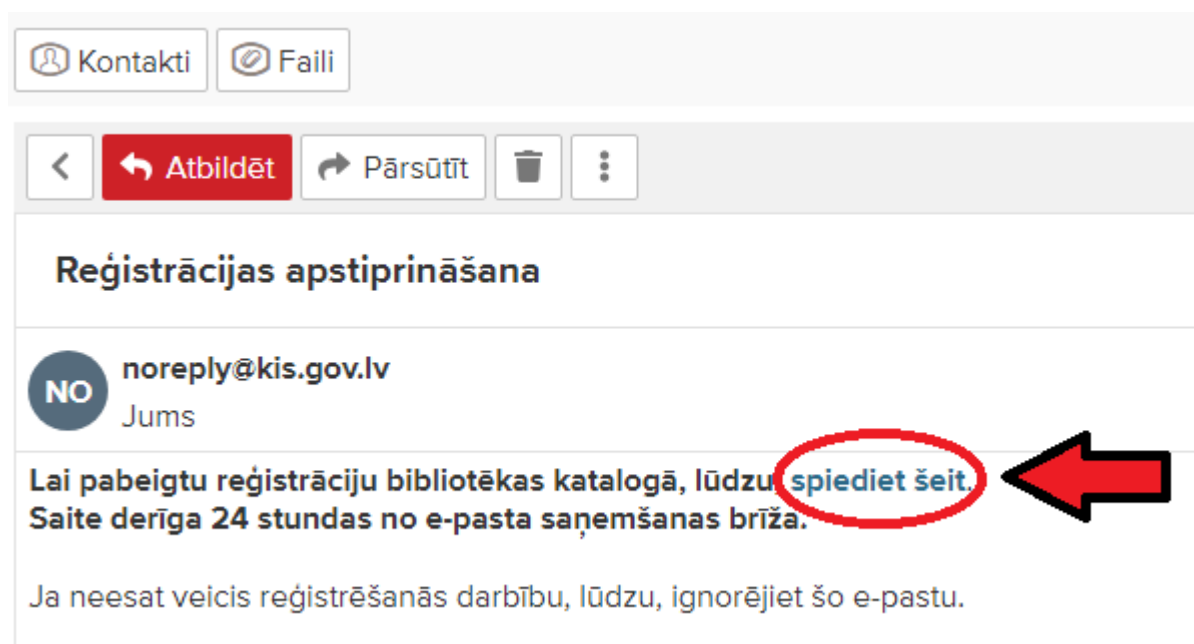 Kontakti Faili
Atbildēt Pārsūtīt
Reģistrācijas apstiprināšana
NO noreply@kis.gov.lv
Jums
Lai pabeigtu reģistrāciju bibliotēkas katalogā, lūdzu, spiediet šeit.
Saite derīga 24 stundas no e-pasta saņemšanas brīža.
Ja neesat veicis reģistrēšanās darbību, lūdzu, ignorējiet šo e-pastu.